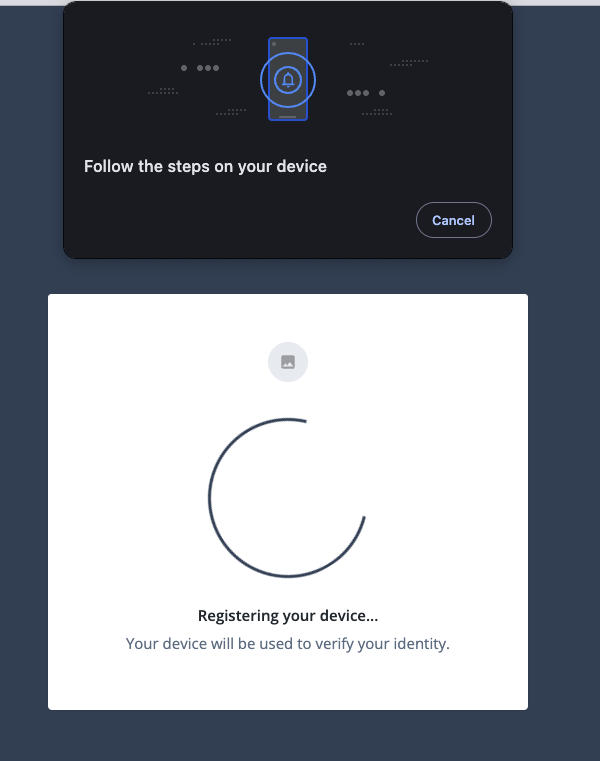 Follow the steps on your device
Cancel
Registering your device...
Your device will be used to verify your identity.